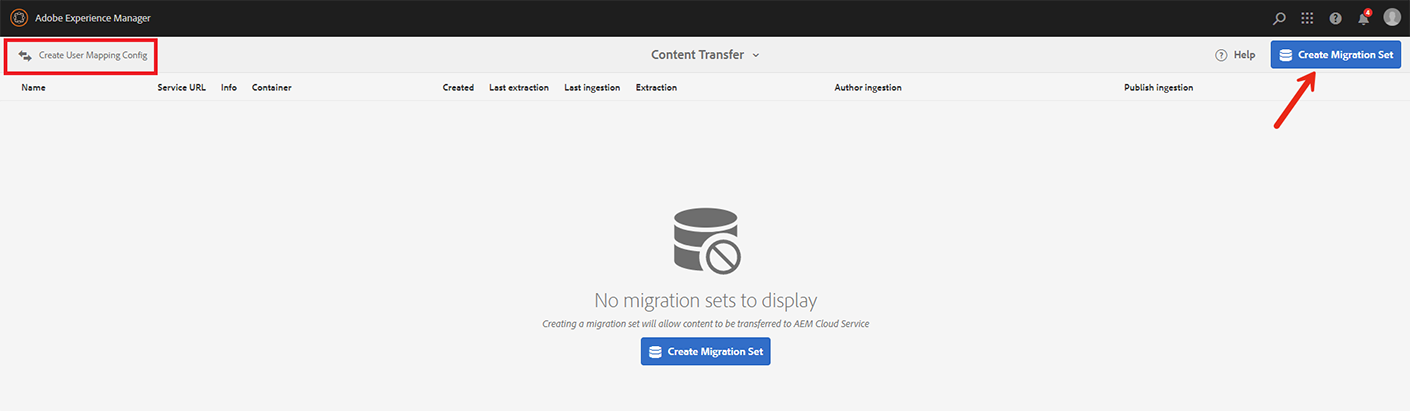 Adobe Experience Manager
4
Create User Mapping Config
Content Transfer
Help
Create Migration Set
Name Service URL Info Container Created Last extraction Last ingestion Extraction Author ingestion Publish ingestion
No migration sets to display
Creating a migration set will allow content to be transferred to AEM Cloud Service
Create Migration Set